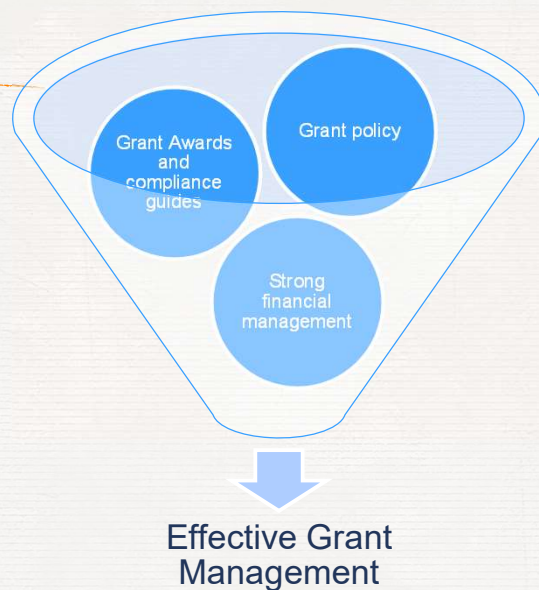 Grant Awards
and
compliance
guides
Grant policy
Strong
financial
management
Effective Grant
Management